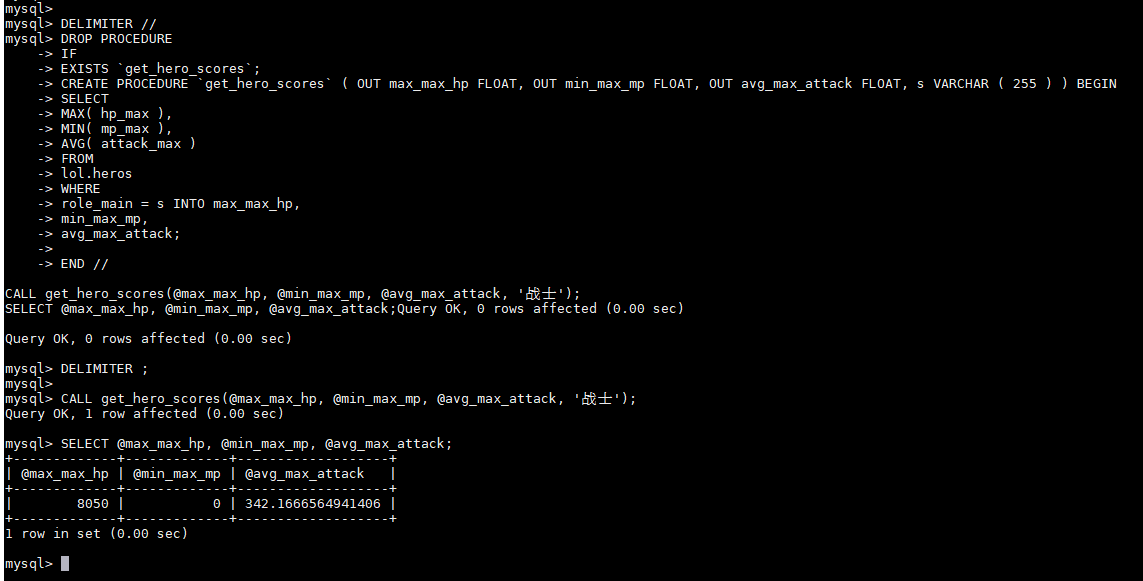 mysql>
mysql> DELIMITER //
mysql> DROP PROCEDURE
    -> IF
    -> EXISTS `get_hero_scores`;
    -> CREATE PROCEDURE `get_hero_scores` ( OUT max_max_hp FLOAT, OUT min_max_mp FLOAT, OUT avg_max_attack FLOAT, s VARCHAR ( 255 ) ) BEGIN
    -> SELECT
    -> MAX( hp_max ),
    -> MIN( mp_max ),
    -> AVG( attack_max )
    -> FROM
    -> lol.heros
    -> WHERE
    -> role_main = s INTO max_max_hp,
    -> min_max_mp,
    -> avg_max_attack;
    ->
    -> END //
CALL get_hero_scores(@max_max_hp, @min_max_mp, @avg_max_attack, '战士');
SELECT @max_max_hp, @min_max_mp, @avg_max_attack;Query OK, 0 rows affected (0.00 sec)
Query OK, 0 rows affected (0.00 sec)
mysql> DELIMITER ;
mysql>
mysql> CALL get_hero_scores(@max_max_hp, @min_max_mp, @avg_max_attack, '战士');
Query OK, 1 row affected (0.00 sec)
mysql> SELECT @max_max_hp, @min_max_mp, @avg_max_attack;
+-------------+-------------+-------------------+
| @max_max_hp | @min_max_mp | @avg_max_attack   |
+-------------+-------------+-------------------+
|        8050 |           0 | 342.1666564941406 |
+-------------+-------------+-------------------+
1 row in set (0.00 sec)
mysql>